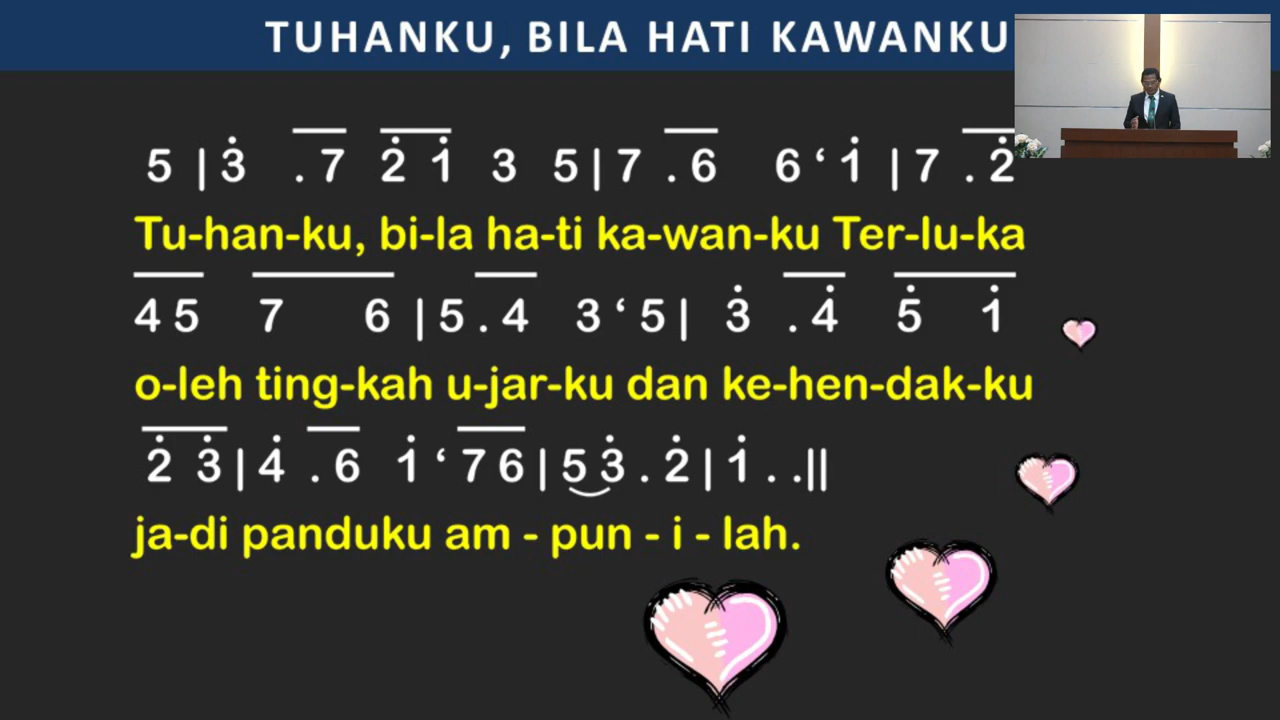 TUHANKU, BILA HATI KAWANKU
5 | 3̇ . 7 2̇ 1̇ 3 5 | 7 . 6 6 ‘ 1̇ | 7 . 2̇
Tu-han-ku, bi-la ha-ti ka-wan-ku Ter-lu-ka
4 5 7 6 | 5 . 4 3 ‘ 5 | 3̇ . 4̇ 5̇ 1̇
o-leh ting-kah u-jar-ku dan ke-hen-dak-ku
2̇ 3̇ | 4̇ . 6 1̇ ‘ 7 6 | 5 3̇ . 2̇ | 1̇ . . ||
ja-di panduku am - pun - i - lah.